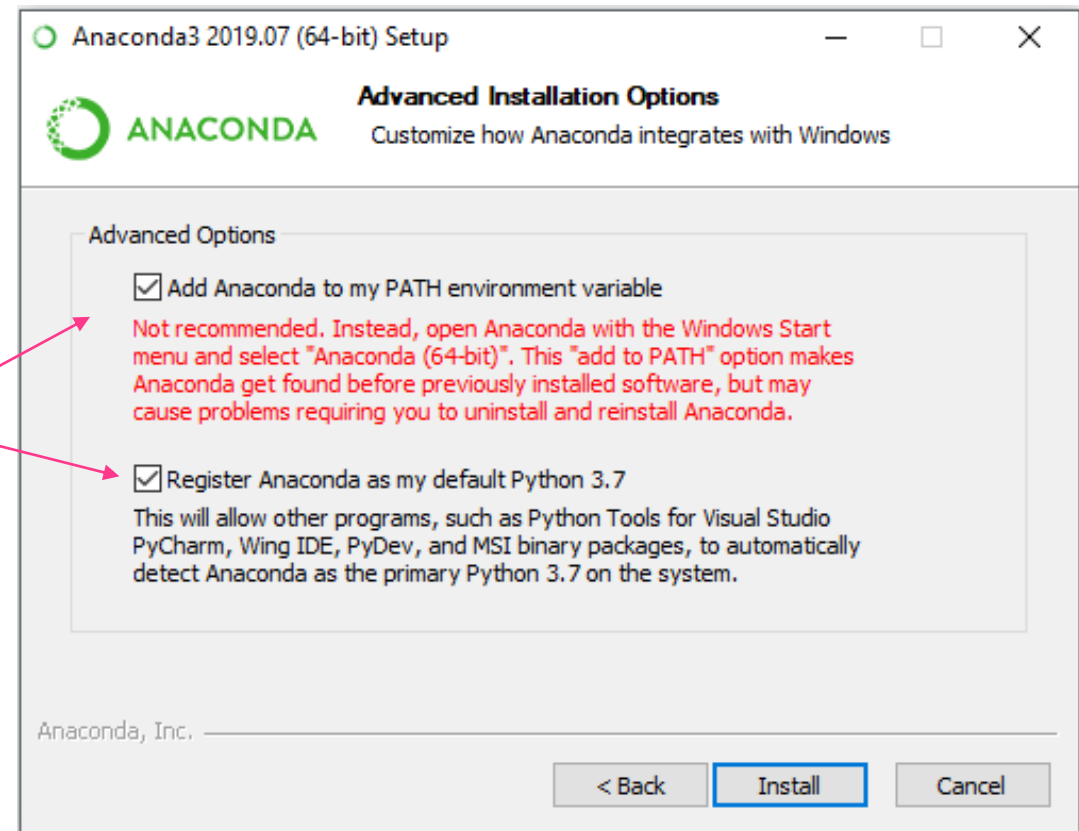 Anaconda3 2019.07 (64-bit) Setup
ANACONDA
Advanced Installation Options
Customize how Anaconda integrates with Windows
Advanced Options
Add Anaconda to my PATH environment variable
Not recommended. Instead, open Anaconda with the Windows Start
menu and select "Anaconda (64-bit)". This "add to PATH" option makes
Anaconda get found before previously installed software, but may
cause problems requiring you to uninstall and reinstall Anaconda.
Register Anaconda as my default Python 3.7
This will allow other programs, such as Python Tools for Visual Studio
PyCharm, Wing IDE, PyDev, and MSI binary packages, to automatically
detect Anaconda as the primary Python 3.7 on the system.
Anaconda, Inc.
< Back
Install
Cancel